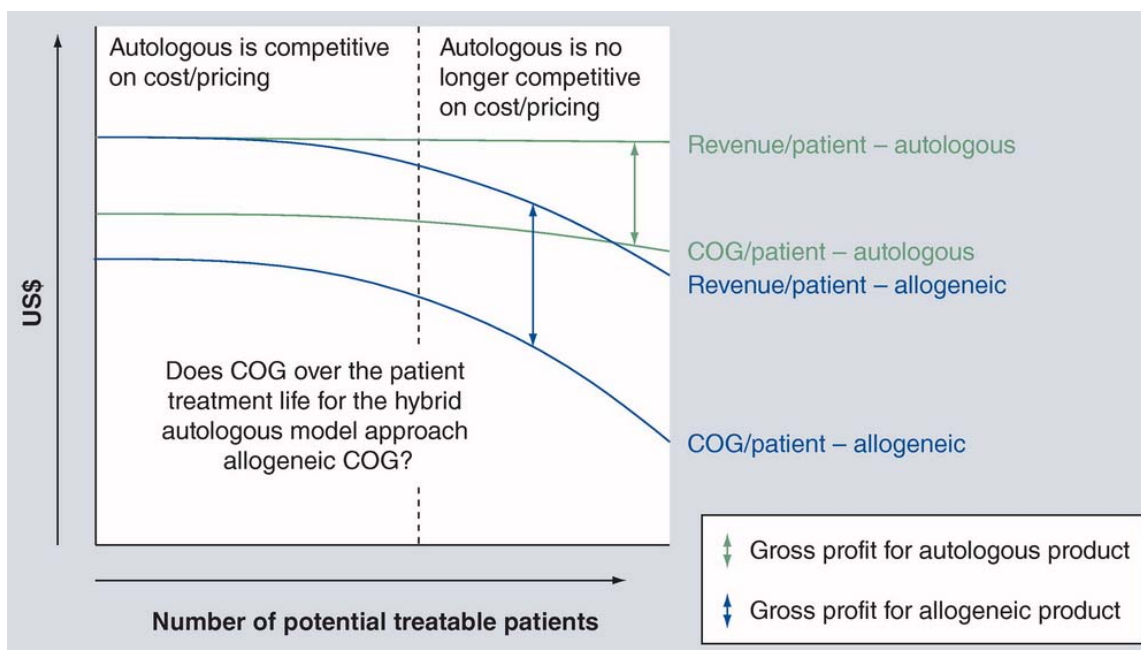 Autologous is competitive
on cost/pricing
Autologous is no
longer competitive
on cost/pricing
Revenue/patient – autologous
COG/patient – autologous
Revenue/patient – allogeneic
COG/patient – allogeneic
US$
Does COG over the patient
treatment life for the hybrid
autologous model approach
allogeneic COG?
Number of potential treatable patients
Gross profit for autologous product
Gross profit for allogeneic product